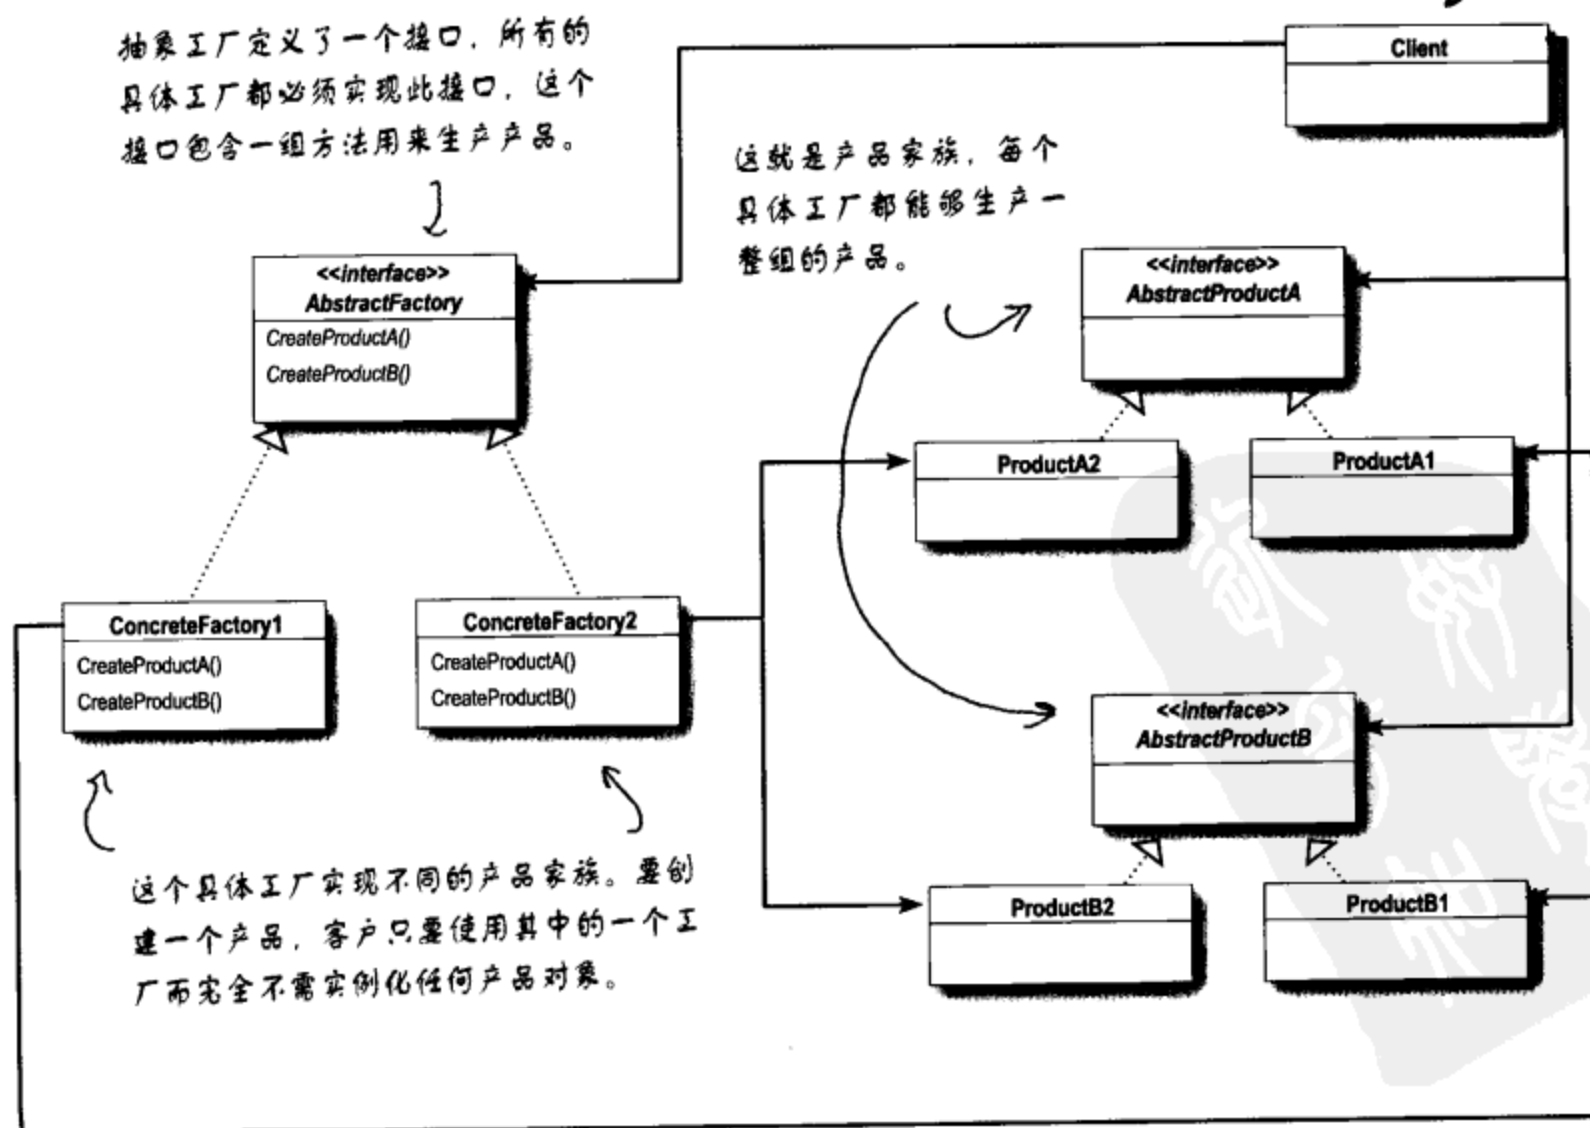 抽象工厂定义了一个接口，所有的
具体工厂都必须实现此接口，这个
接口包含一组方法用来生产产品。
Client
这就是产品家族，每个
具体工厂都能够生产一
整组的产品。
<<interface>>
AbstractFactory
CreateProductA()
CreateProductB()
<<interface>>
AbstractProductA
ProductA2
ProductA1
ConcreteFactory1
CreateProductA()
CreateProductB()
ConcreteFactory2
CreateProductA()
CreateProductB()
<<interface>>
AbstractProductB
ProductB2
ProductB1
这个具体工厂实现不同的产品家族。要创
建一个产品，客户只要使用其中的一个工
厂而完全不需实例化任何产品对象。